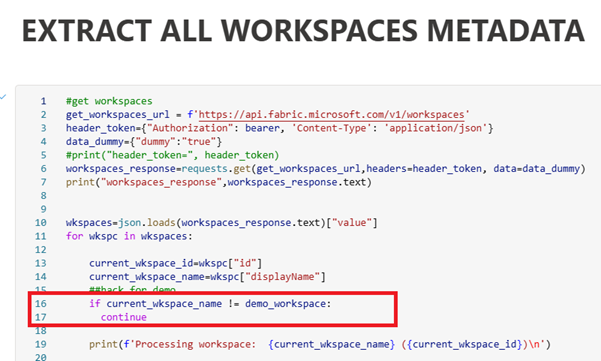 EXTRACT ALL WORKSPACES METADATA
1 #get workspaces
2 get_workspaces_url = f'https://api.fabric.microsoft.com/v1/workspaces'
3 header_token={"Authorization": bearer, 'Content-Type': 'application/json'}
4 data_dummy={"dummy":"true"}
5 #print("header_token=", header_token)
6 workspaces_response=requests.get(get_workspaces_url,headers=header_token, data=data_dummy)
7 print("workspaces_response",workspaces_response.text)
8
9
10 wkspaces=json.loads(workspaces_response.text)["value"]
11 for wkspc in wkspaces:
12
13 current_wkspace_id=wkspc["id"]
14 current_wkspace_name=wkspc["displayName"]
15 ##hack for demo
16 if current_wkspace_name != demo_workspace:
17 continue
18
19 print(f'Processing workspace:  {current_wkspace_name} ({current_wkspace_id})\n')
20